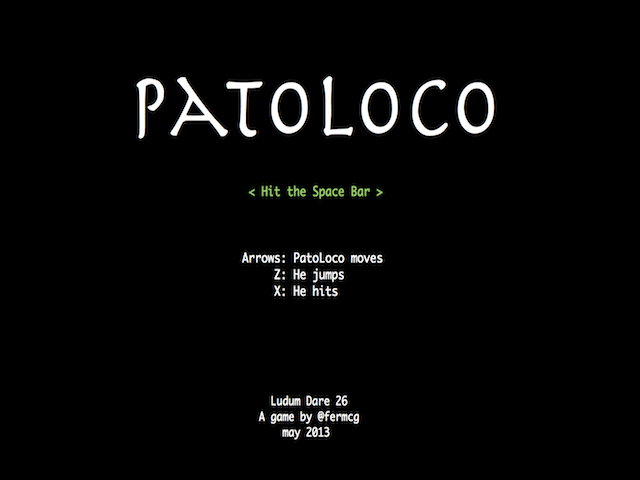 PATOLOCO
< Hit the Space Bar >
Arrows: PatoLoco moves
Z: He jumps
X: He hits
Ludum Dare 26
A game by @fermcg
may 2013